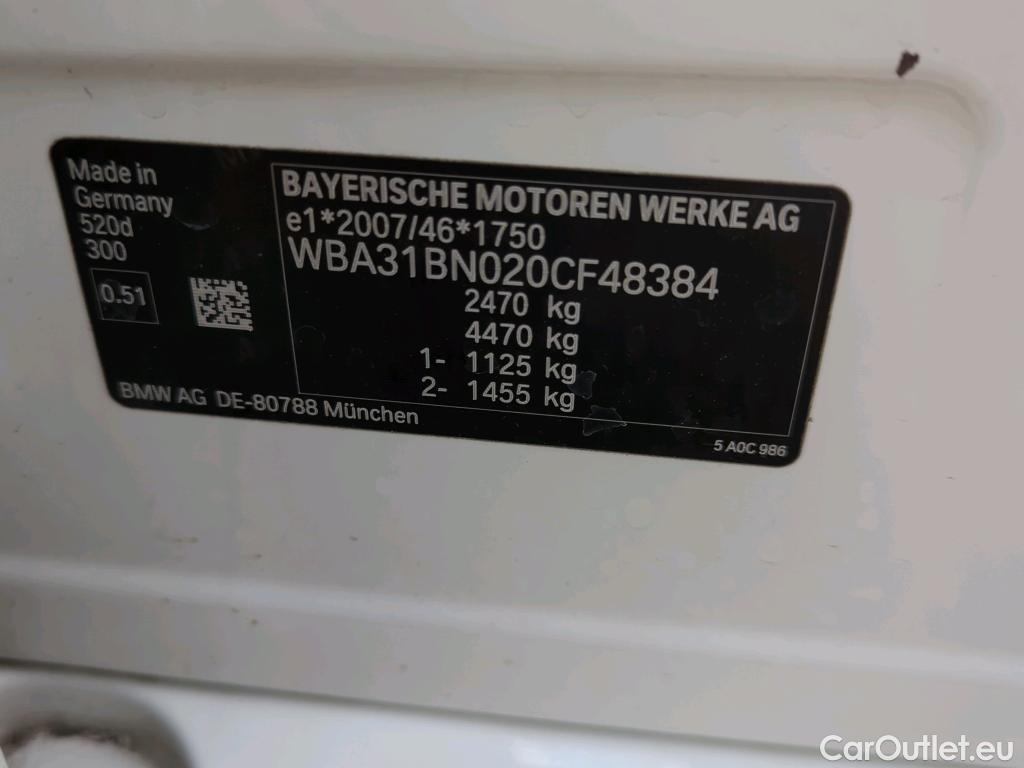 Made in
Germany
520d
300
0.51
BMW AG DE-80788 München
BAYERISCHE MOTOREN WERKE AG
e1*2007/46*1750
WBA31BN020CF48384
2470 kg
4470 kg
1- 1125 kg
2- 1455 kg
5 A0C 986
CarOutlet.eu